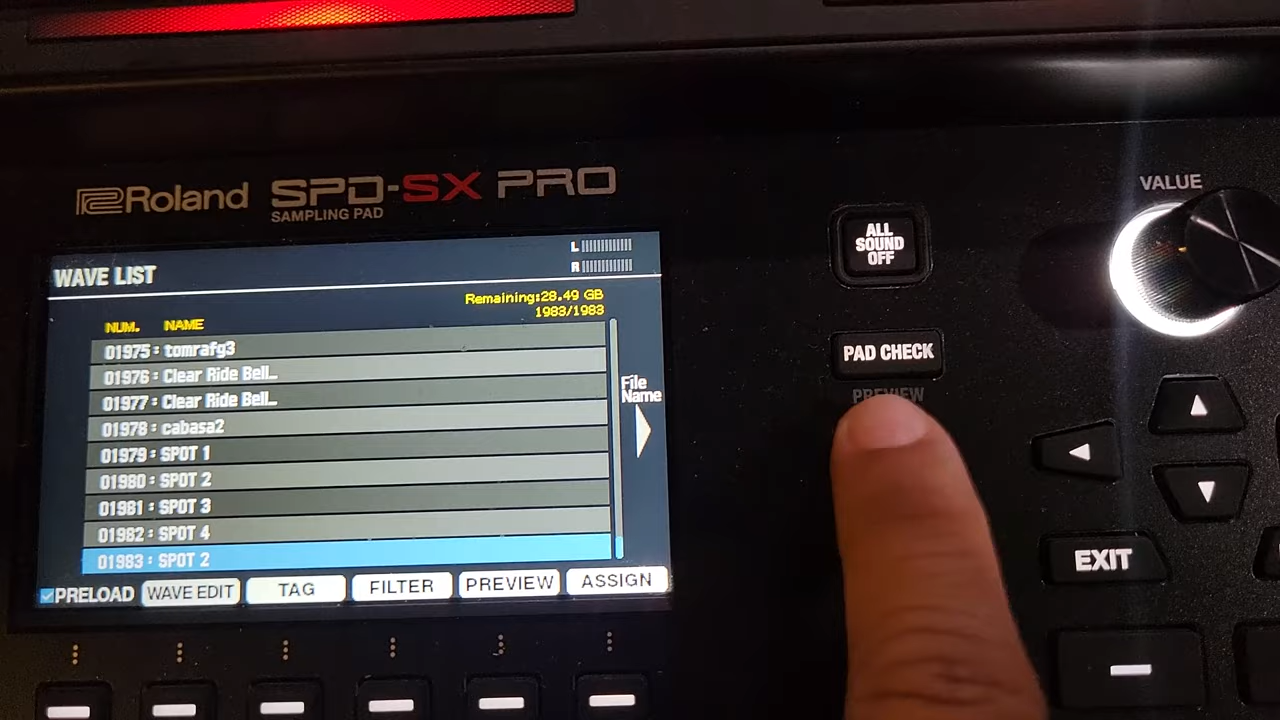 Roland SPD-SX PRO
SAMPLING PAD
VALUE
ALL
SOUND
OFF
PAD CHECK
PREVIEW
EXIT
WAVE LIST
L
R
Remaining:28.49 GB
1983/1983
NUM. NAME
01975: tomrafg3
01976: Clear Ride Bell...
01977: Clear Ride Bell...
01978: cabasa2
01979: SPOT 1
01980: SPOT 2
01981: SPOT 3
01982: SPOT 4
01983: SPOT 2
File
Name
PRELOAD WAVE EDIT TAG FILTER PREVIEW ASSIGN